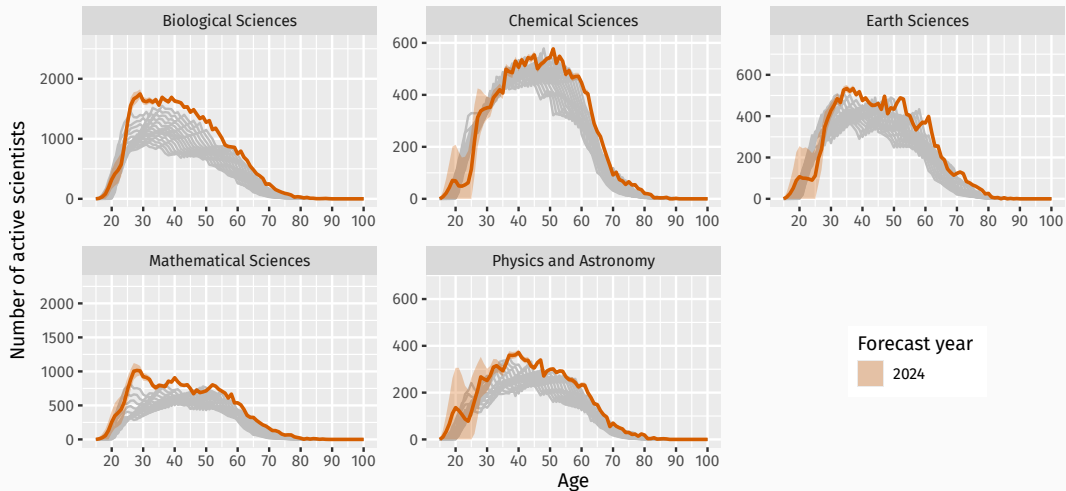 Biological Sciences
Chemical Sciences
Earth Sciences
2000
1000
0
20 30 40 50 60 70 80 90 100
600
400
200
0
20 30 40 50 60 70 80 90 100
600
400
200
0
20 30 40 50 60 70 80 90 100
Number of active scientists
Mathematical Sciences
Physics and Astronomy
2000
1500
1000
500
0
20 30 40 50 60 70 80 90 100
600
400
200
0
20 30 40 50 60 70 80 90 100
Age
Forecast year
2024